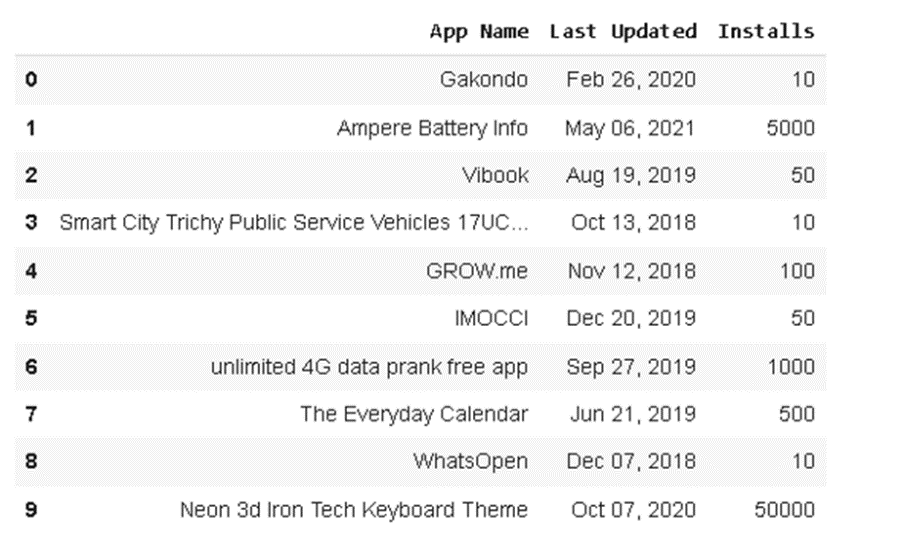 App Name Last Updated Installs
0 Gakondo Feb 26, 2020 10
1 Ampere Battery Info May 06, 2021 5000
2 Vibook Aug 19, 2019 50
3 Smart City Trichy Public Service Vehicles 17UC... Oct 13, 2018 10
4 GROW.me Nov 12, 2018 100
5 IMOCCI Dec 20, 2019 50
6 unlimited 4G data prank free app Sep 27, 2019 1000
7 The Everyday Calendar Jun 21, 2019 500
8 WhatsOpen Dec 07, 2018 10
9 Neon 3d Iron Tech Keyboard Theme Oct 07, 2020 50000